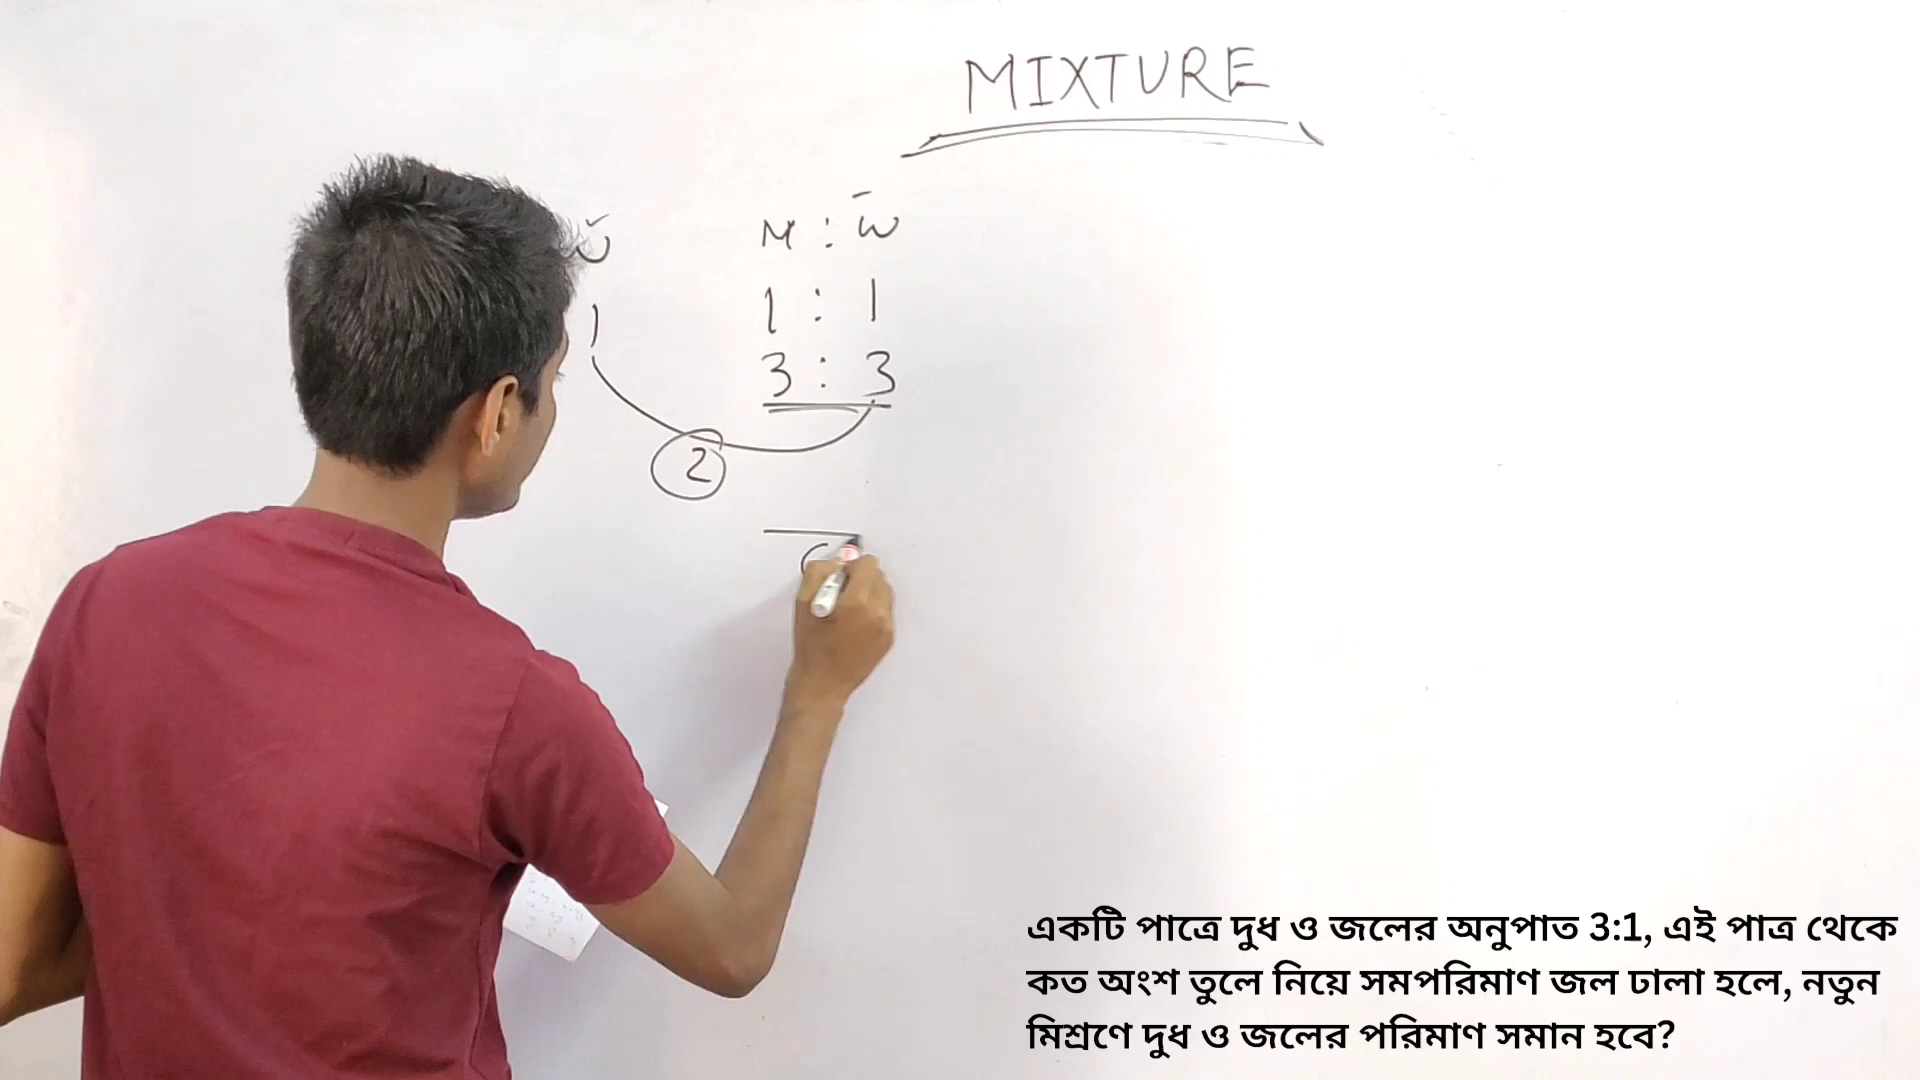 MIXTURE
M : W
1 : 1
1
3 : 3
2
একটি পাত্রে দুধ ও জলের অনুপাত 3:1, এই পাত্র থেকে
কত অংশ তুলে নিয়ে সমপরিমাণ জল ঢালা হলে, নতুন
মিশ্রণে দুধ ও জলের পরিমাণ সমান হবে?